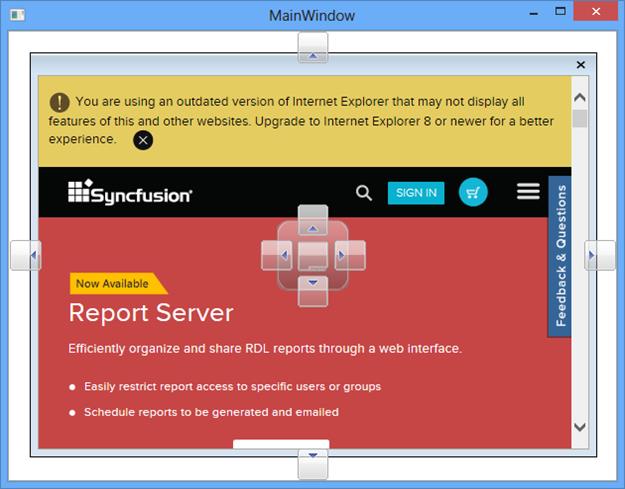 MainWindow
You are using an outdated version of Internet Explorer that may not display all
features of this and other websites. Upgrade to Internet Explorer 8 or newer for a better
experience.
Syncfusion
SIGN IN
Feedback & Questions
Now Available
Report Server
Efficiently organize and share RDL reports through a web interface.
Easily restrict report access to specific users or groups
Schedule reports to be generated and emailed